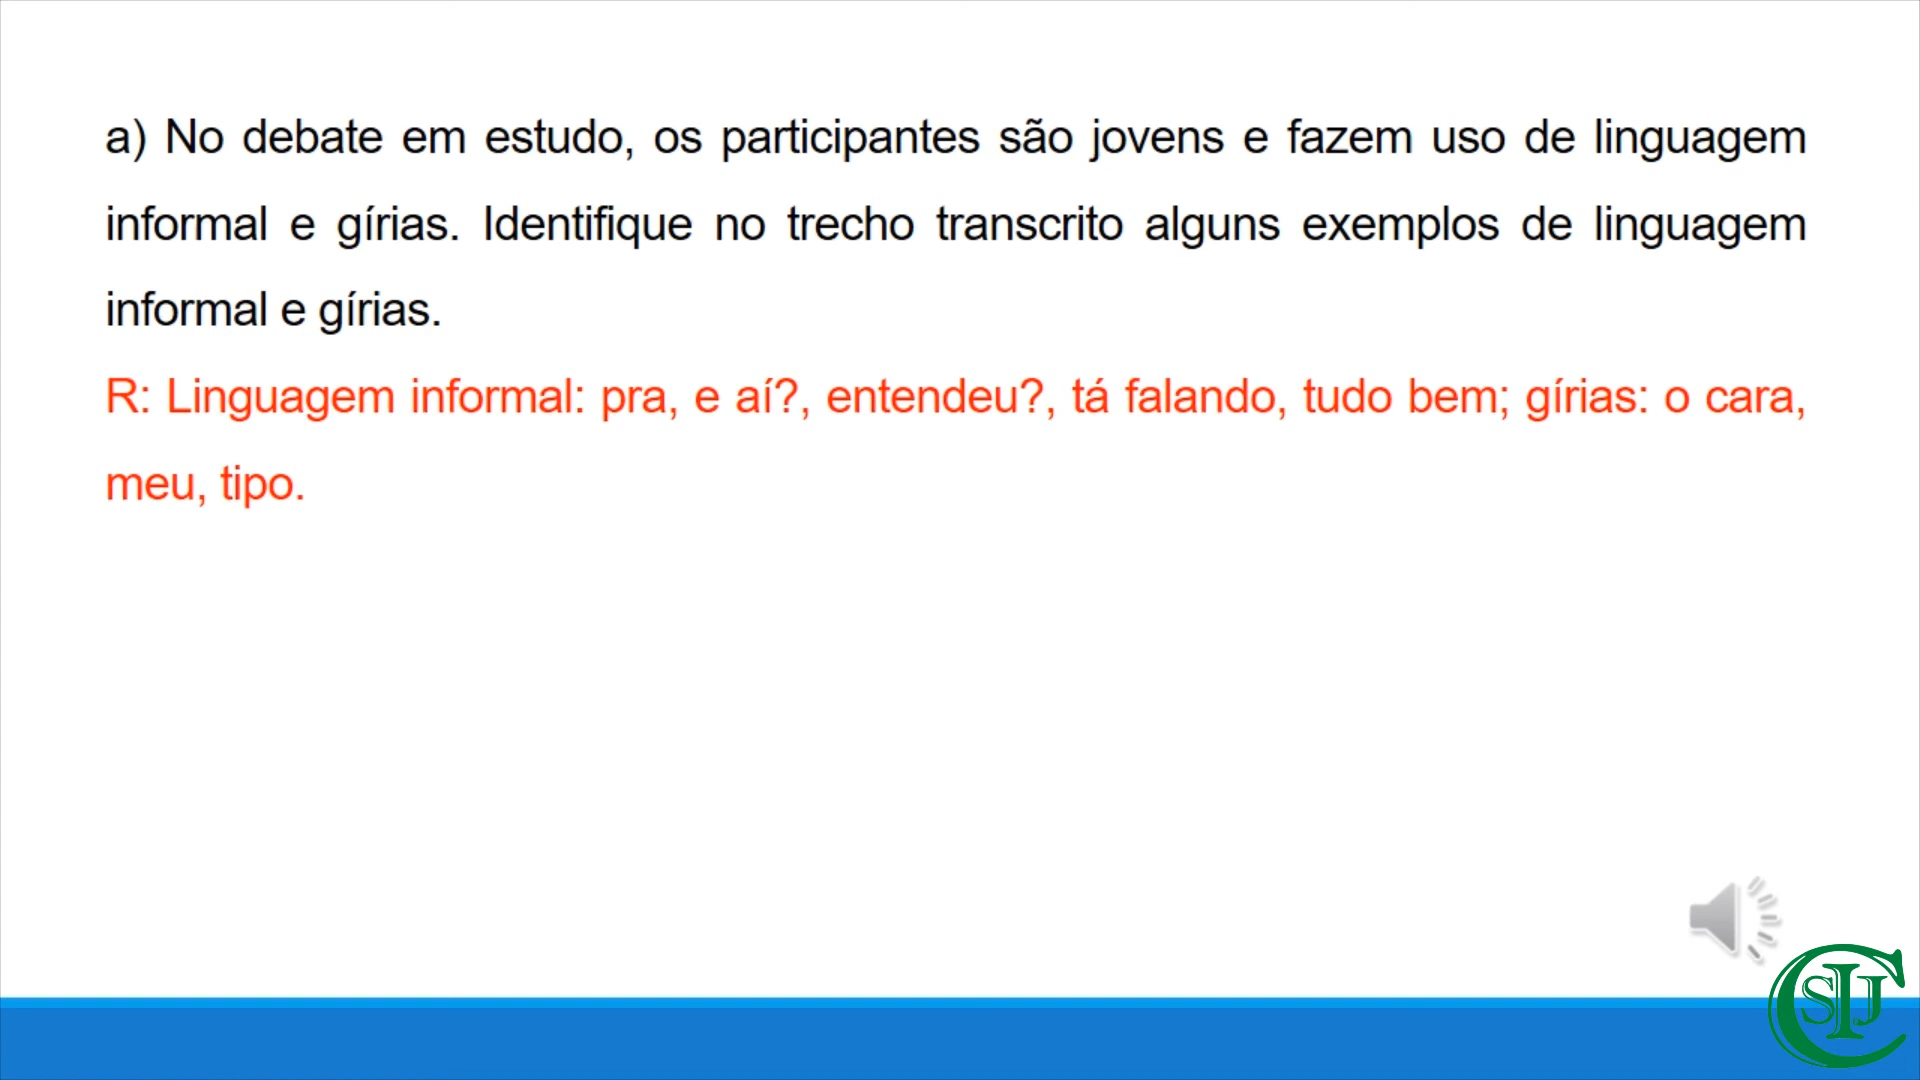 a) No debate em estudo, os participantes são jovens e fazem uso de linguagem
informal e gírias. Identifique no trecho transcrito alguns exemplos de linguagem
informal e gírias.
R: Linguagem informal: pra, e aí?, entendeu?, tá falando, tudo bem; gírias: o cara,
meu, tipo.
CSIJ